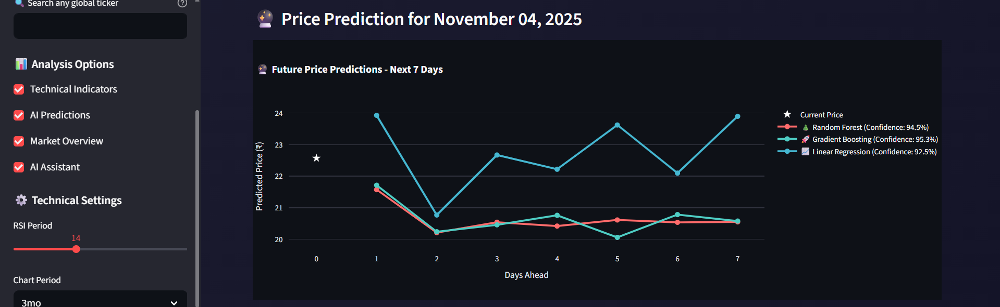 Search any global ticker
Analysis Options
Technical Indicators
AI Predictions
Market Overview
AI Assistant
Technical Settings
RSI Period
14
Chart Period
3mo
Price Prediction for November 04, 2025
Future Price Predictions - Next 7 Days
Predicted Price (₹)
24
23
22
21
20
0 1 2 3 4 5 6 7
Days Ahead
Current Price
Random Forest (Confidence: 94.5%)
Gradient Boosting (Confidence: 95.3%)
Linear Regression (Confidence: 92.5%)